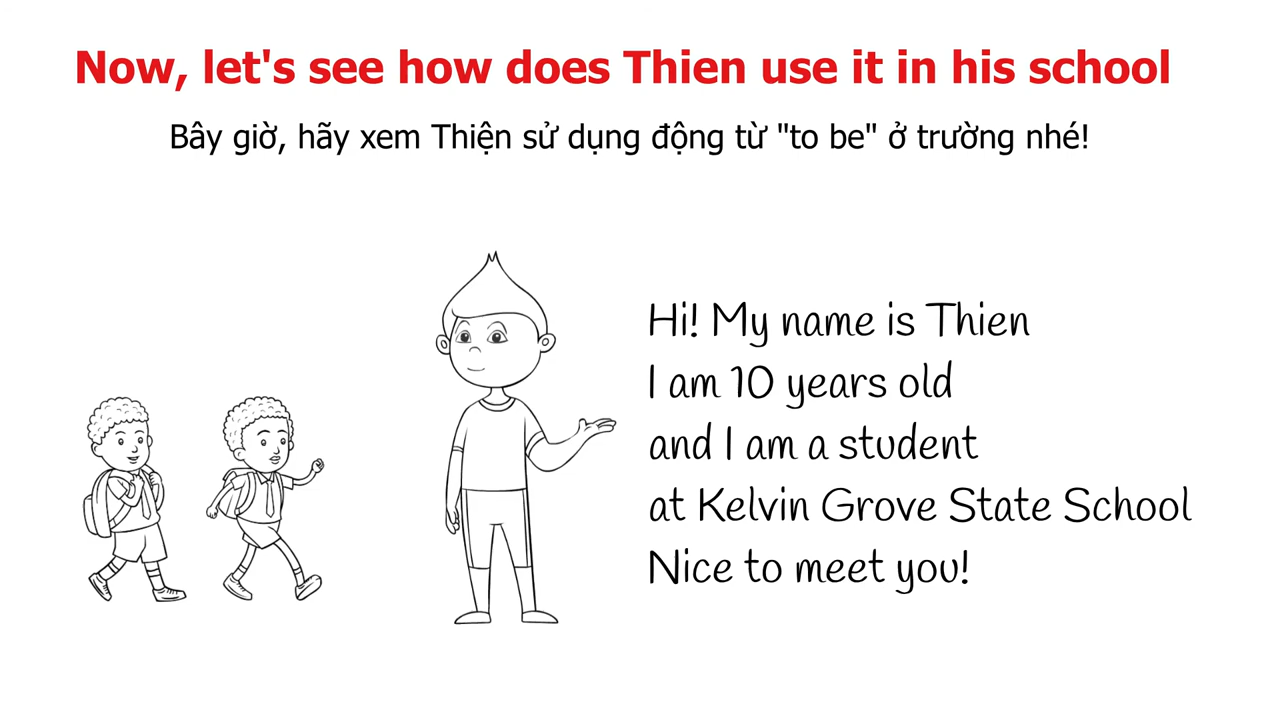 Now, let's see how does Thien use it in his school
Bây giờ, hãy xem Thiện sử dụng động từ "to be" ở trường nhé!
Hi! My name is Thien
I am 10 years old
and I am a student
at Kelvin Grove State School
Nice to meet you!